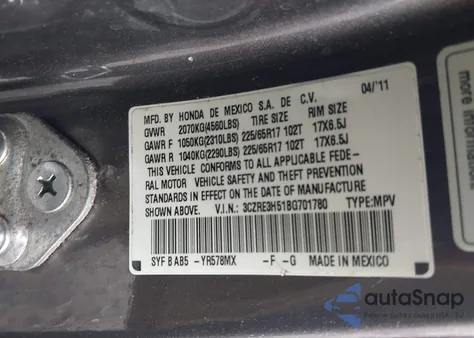 MFD. BY HONDA DE MEXICO S.A. DE C.V. 04/'11
GVWR 2070KG(4560LBS) TIRE SIZE RIM SIZE
GAWR F 1050KG(2310LBS) 225/65R17 102T 17X6.5J
GAWR R 1040KG(2290LBS) 225/65R17 102T 17X6.5J
THIS VEHICLE CONFORMS TO ALL APPLICABLE FEDE-
RAL MOTOR VEHICLE SAFETY AND THEFT PREVENTION
STANDARDS IN EFFECT ON THE DATE OF MANUFACTURE
SHOWN ABOVE. V.I.N.: 3CZRE3H51BG701780 TYPE:MPV
SYF B AB5 -YR578MX -F -G MADE IN MEXICO
more informa
autoSnap